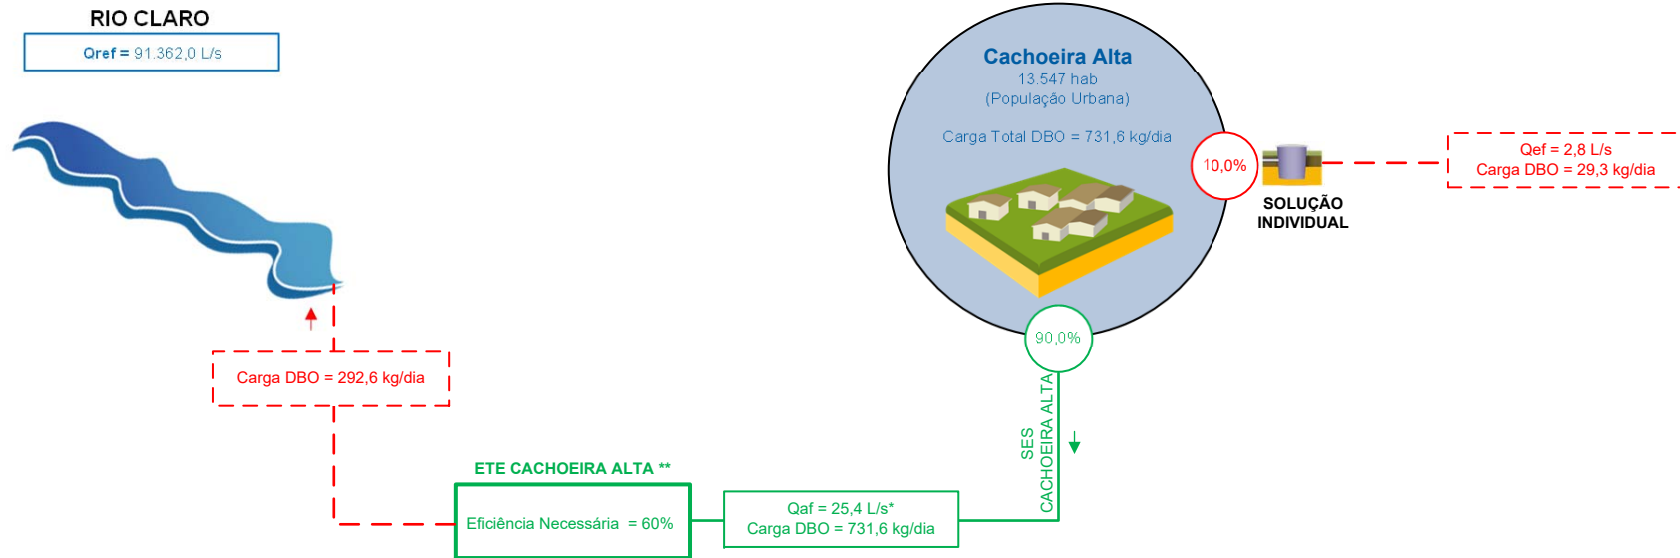 RIO CLARO
Qref = 91.362,0 L/s
Cachoeira Alta
13.547 hab
(População Urbana)
Carga Total DBO = 731,6 kg/dia
10,0%
SOLUÇÃO
INDIVIDUAL
Qef = 2,8 L/s
Carga DBO = 29,3 kg/dia
90,0%
SES
CACHOEIRA ALTA
Carga DBO = 292,6 kg/dia
ETE CACHOEIRA ALTA **
Eficiência Necessária = 60%
Qaf = 25,4 L/s*
Carga DBO = 731,6 kg/dia